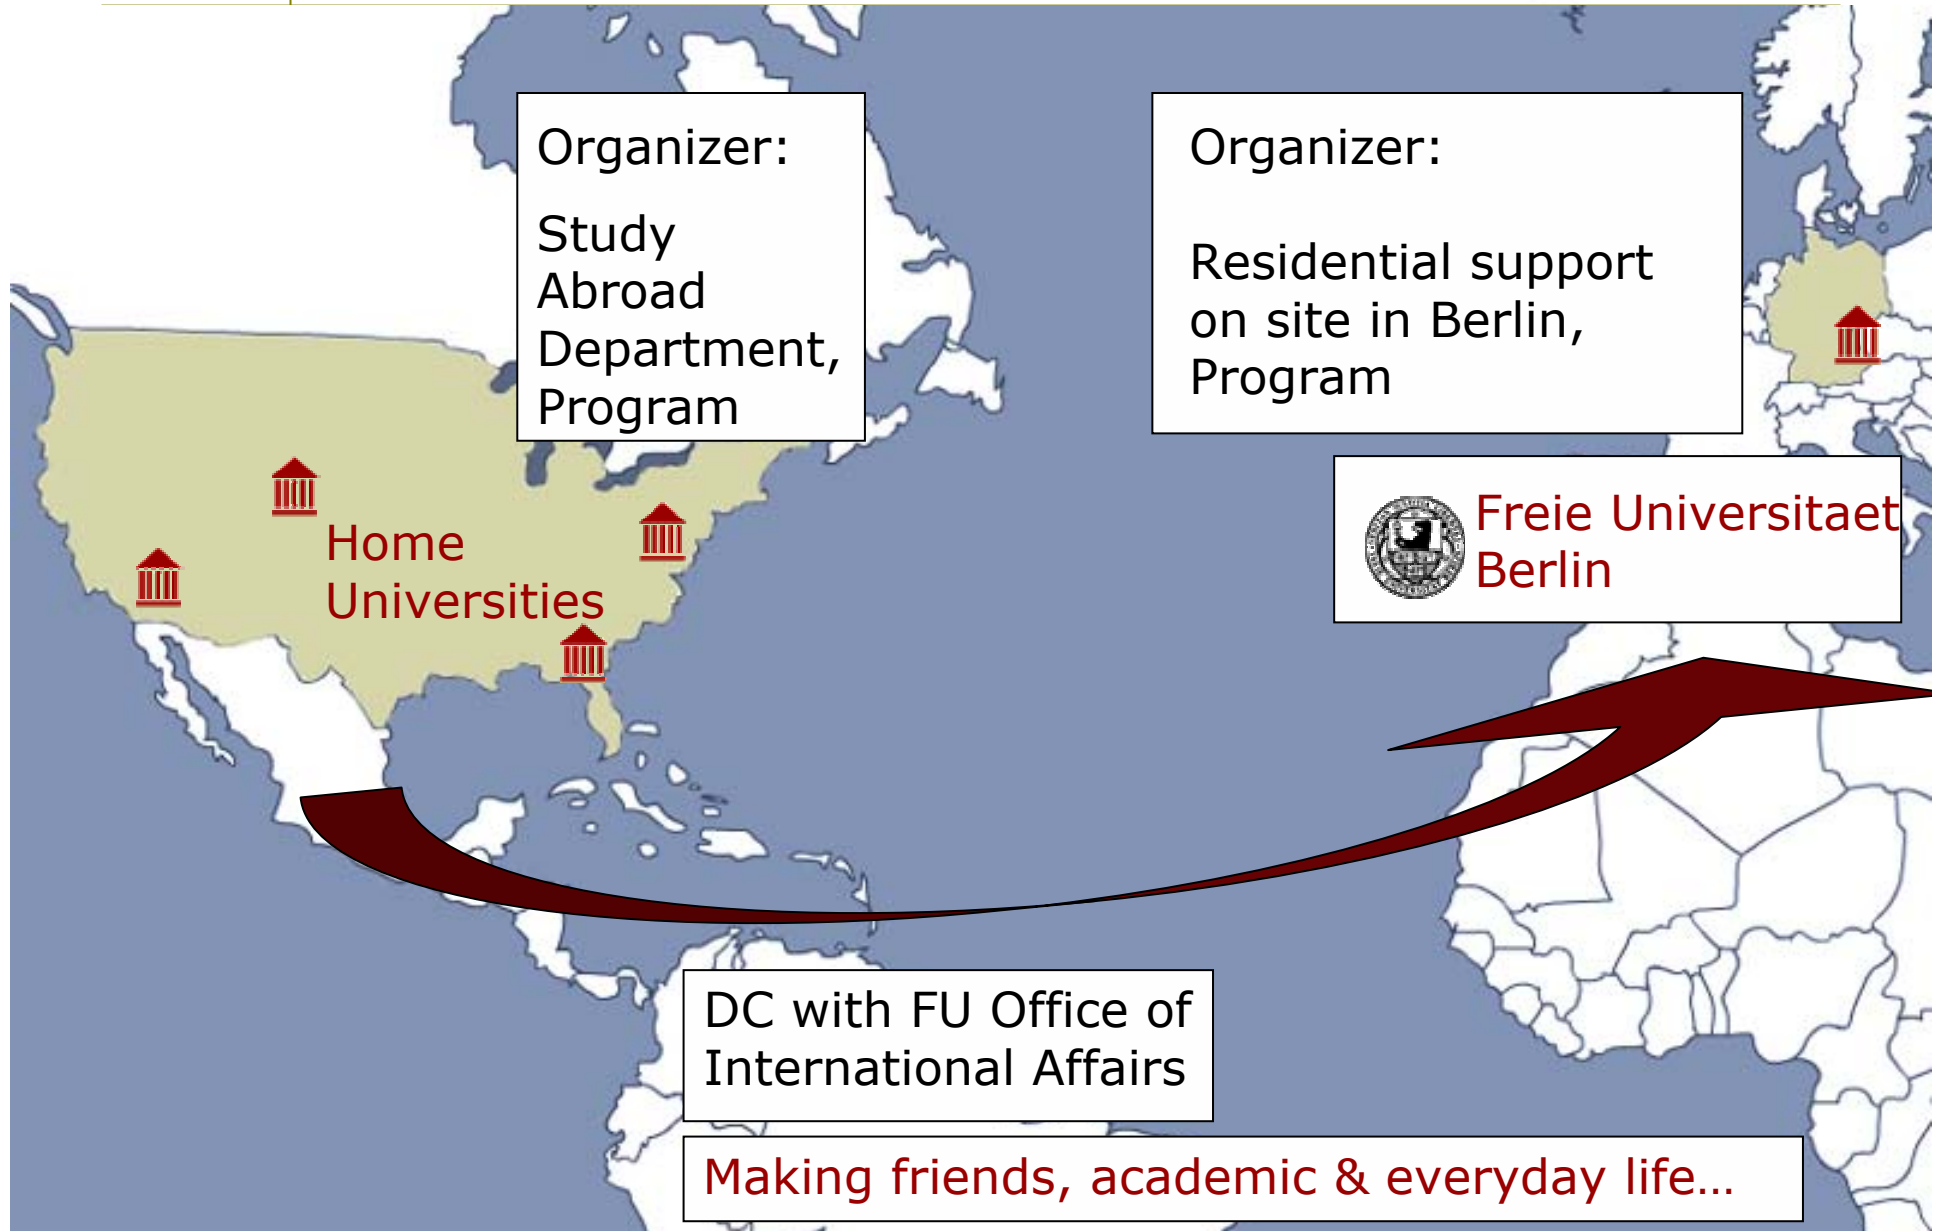 Organizer:
Study
Abroad
Department,
Program
Organizer:
Residential support
on site in Berlin,
Program
Home
Universities
Freie Universitaet
Berlin
DC with FU Office of
International Affairs
Making friends, academic & everyday life…